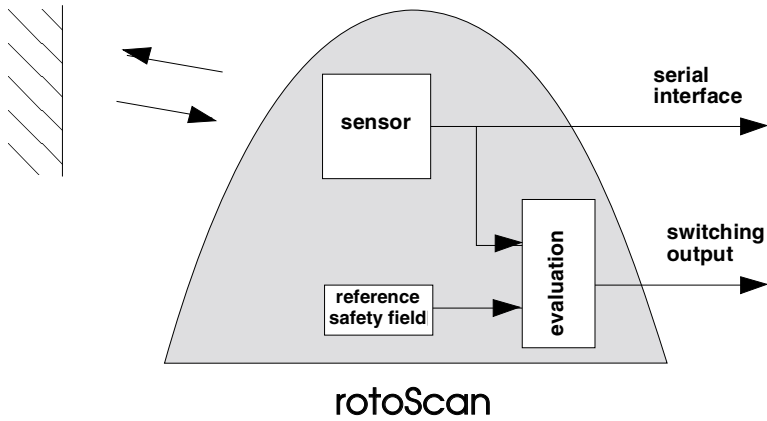 serial
interface
sensor
switching
output
evaluation
reference
safety field
rotoScan